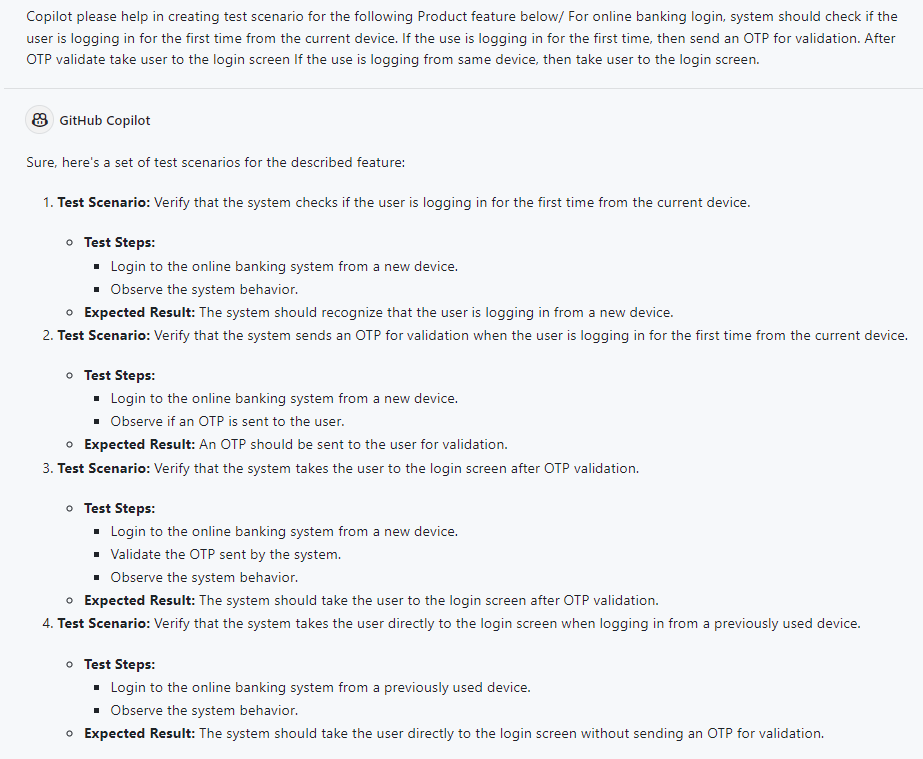 Copilot please help in creating test scenario for the following Product feature below/ For online banking login, system should check if the
user is logging in for the first time from the current device. If the use is logging in for the first time, then send an OTP for validation. After
OTP validate take user to the login screen If the use is logging from same device, then take user to the login screen.
GitHub Copilot
Sure, here's a set of test scenarios for the described feature:
1. Test Scenario: Verify that the system checks if the user is logging in for the first time from the current device.
Test Steps:
Login to the online banking system from a new device.
Observe the system behavior.
Expected Result: The system should recognize that the user is logging in from a new device.
2. Test Scenario: Verify that the system sends an OTP for validation when the user is logging in for the first time from the current device.
Test Steps:
Login to the online banking system from a new device.
Observe if an OTP is sent to the user.
Expected Result: An OTP should be sent to the user for validation.
3. Test Scenario: Verify that the system takes the user to the login screen after OTP validation.
Test Steps:
Login to the online banking system from a new device.
Validate the OTP sent by the system.
Observe the system behavior.
Expected Result: The system should take the user to the login screen after OTP validation.
4. Test Scenario: Verify that the system takes the user directly to the login screen when logging in from a previously used device.
Test Steps:
Login to the online banking system from a previously used device.
Observe the system behavior.
Expected Result: The system should take the user directly to the login screen without sending an OTP for validation.